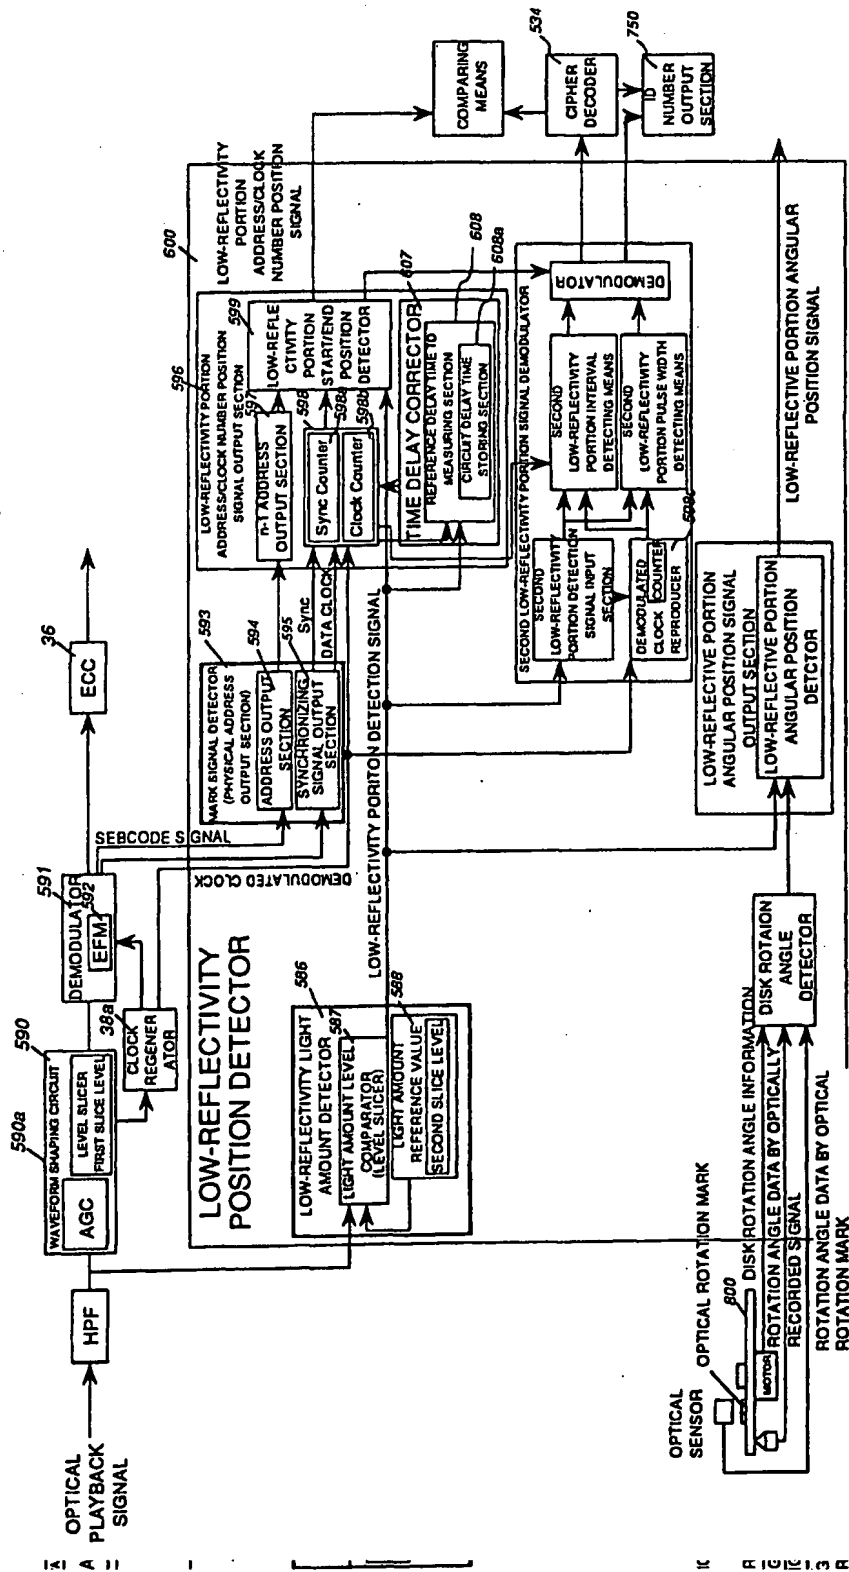 OPTICAL
PLAYBACK
SIGNAL
HPF
590a
590
WAVEFORM SHAPING CIRCUIT
AGC
LEVEL SLICER
FIRST SLICE LEVEL
38a
CLOCK
REGENER
ATOR
591
DEMODULATOR
592
EFM
36
ECC
SEBCODE SIGNAL
DEMODULATED CLOCK
LOW-REFLECTIVITY
POSITION DETECTOR
600
586
LOW-REFLECTIVITY LIGHT
AMOUNT DETECTOR
587
LIGHT AMOUNT LEVEL
COMPARATOR
(LEVEL SLICER)
588
LIGHT AMOUNT
REFERENCE VALUE
SECOND SLICE LEVEL
LOW-REFLECTIVITY PORITON DETECTION SIGNAL
593
MARK SIGNAL DETECTOR
(PHYSICAL ADDRESS
OUTPUT SECTION)
594
ADDRESS OUTPUT
SECTION
595
SYNCHRONIZING
SIGNAL OUTPUT
SECTION
Sync
DATA CLOCK
596
LOW-REFLECTIVITY PORTION
ADDRESS/CLOCK NUMBER POSITION
SIGNAL OUTPUT SECTION
597
n-1 ADDRESS
OUTPUT SECTION
598
598a
Sync Counter
598b
Clock Counter
599
LOW-REFLE
CTIVITY
PORTION
START/END
POSITION
DETECTOR
LOW-REFLECTIVITY
PORTION
ADDRESS/CLOCK
NUMBER POSITION
SIGNAL
607
TIME DELAY CORRECTOR
608
REFERENCE DELAY TIME TO
MEASURING SECTION
608a
CIRCUIT DELAY TIME
STORING SECTION
COMPARING
MEANS
534
CIPHER
DECODER
750
ID
NUMBER
OUTPUT
SECTION
SECOND LOW-REFLECTIVITY PORTION SIGNAL DEMODULATOR
SECOND
LOW-REFLECTIVITY
PORTION DETECTION
SIGNAL INPUT
SECTION
DEMODULATED
CLOCK COUNTER
REPRODUCER
SECOND
LOW-REFLECTIVITY
PORTION INTERVAL
DETECTING MEANS
SECOND
LOW-REFLECTIVITY
PORTION PULSE WIDTH
DETECTING MEANS
DEMODULATOR
LOW-REFLECTIVE PORTION
ANGULAR POSITION SIGNAL
OUTPUT SECTION
LOW-REFLECTIVE PORTION
ANGULAR POSITION
DETCTOR
LOW-REFLECTIVE PORTION ANGULAR
POSITION SIGNAL
DISK ROTAION
ANGLE
DETECTOR
OPTICAL
SENSOR
OPTICAL ROTATION MARK
800
MOTOR
DISK ROTATION ANGLE INFORMATION
ROTATION ANGLE DATA BY OPTICALLY
RECORDED SIGNAL
ROTATION ANGLE DATA BY OPTICAL
ROTATION MARK